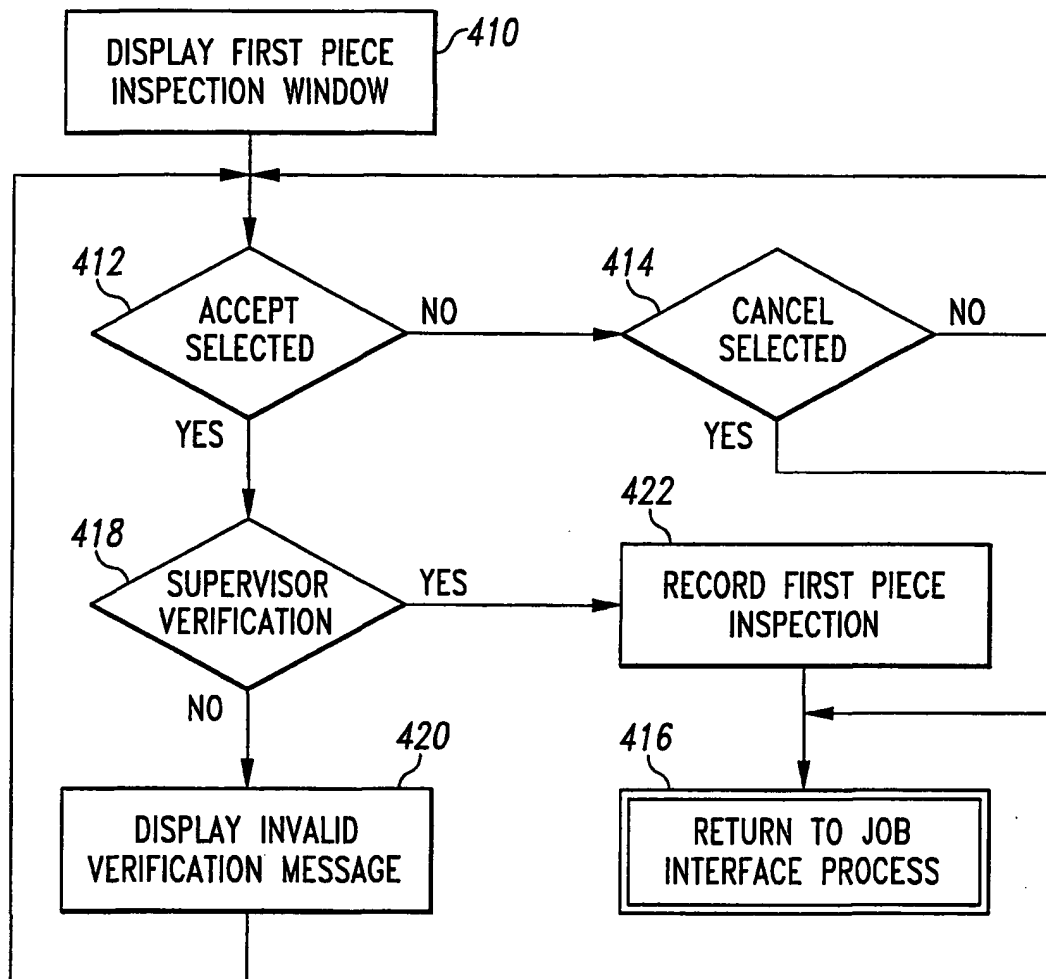 410
DISPLAY FIRST PIECE
INSPECTION WINDOW
412
ACCEPT
SELECTED
NO
YES
414
CANCEL
SELECTED
NO
YES
418
SUPERVISOR
VERIFICATION
YES
NO
422
RECORD FIRST PIECE
INSPECTION
420
DISPLAY INVALID
VERIFICATION MESSAGE
416
RETURN TO JOB
INTERFACE PROCESS